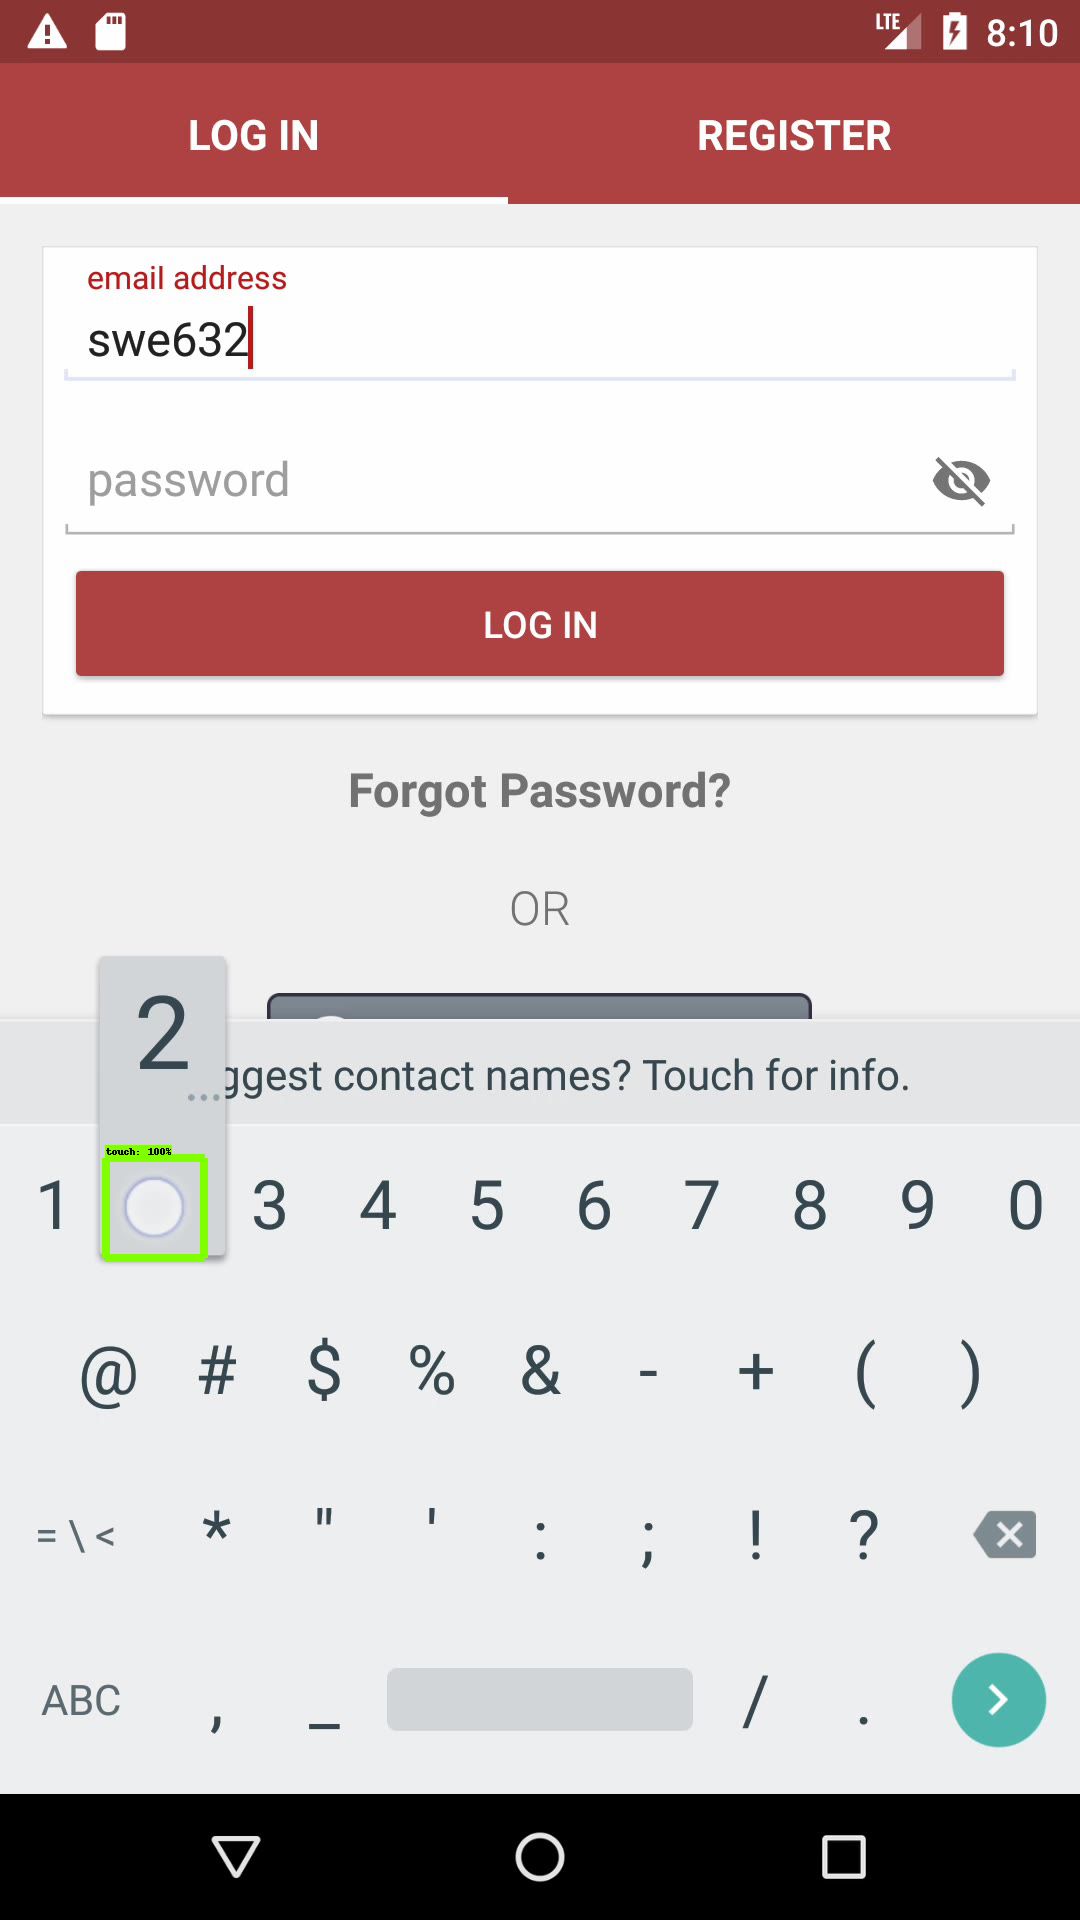 LTE 8:10
LOG IN REGISTER
email address
swe632
password
LOG IN
Forgot Password?
OR
2
...ggest contact names? Touch for info.
touch: 100%
1 3 4 5 6 7 8 9 0
@ # $ % & - + ( )
= \ < * " ' : ; ! ?
ABC , _ / .